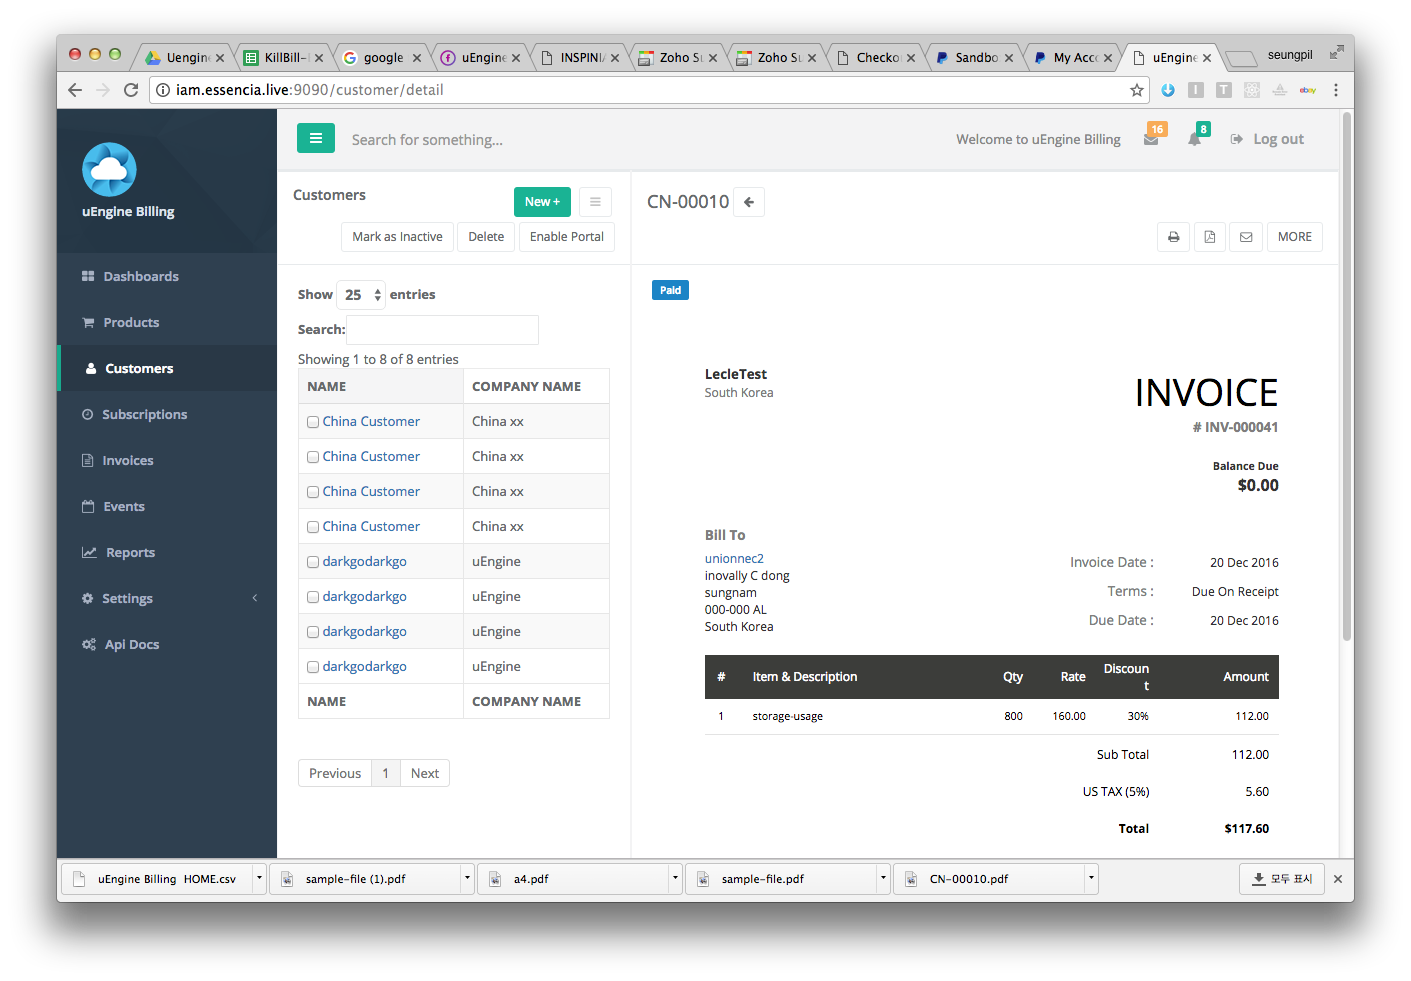 Uengin
KillBill-
google
uEngine
INSPINI
Zoho Su
Zoho Su
Checko
Sandbo
My Acc
uEngine
seungpil
iam.essencia.live:9090/customer/detail
I
T
ebay
uEngine Billing
Dashboards
Products
Customers
Subscriptions
Invoices
Events
Reports
Settings
Api Docs
Search for something...
Welcome to uEngine Billing
16
8
Log out
Customers
New +
Mark as Inactive
Delete
Enable Portal
Show 25 entries
Search:
Showing 1 to 8 of 8 entries
NAME COMPANY NAME
China Customer China xx
China Customer China xx
China Customer China xx
China Customer China xx
darkgodarkgo uEngine
darkgodarkgo uEngine
darkgodarkgo uEngine
darkgodarkgo uEngine
NAME COMPANY NAME
Previous 1 Next
CN-00010
MORE
Paid
LecleTest
South Korea
INVOICE
# INV-000041
Balance Due
$0.00
Bill To
unionnec2
inovally C dong
sungnam
000-000 AL
South Korea
Invoice Date : 20 Dec 2016
Terms : Due On Receipt
Due Date : 20 Dec 2016
# Item & Description Qty Rate Discoun
t Amount
1 storage-usage 800 160.00 30% 112.00
Sub Total 112.00
US TAX (5%) 5.60
Total $117.60
uEngine Billing HOME.csv
sample-file (1).pdf
a4.pdf
sample-file.pdf
CN-00010.pdf
모두 표시